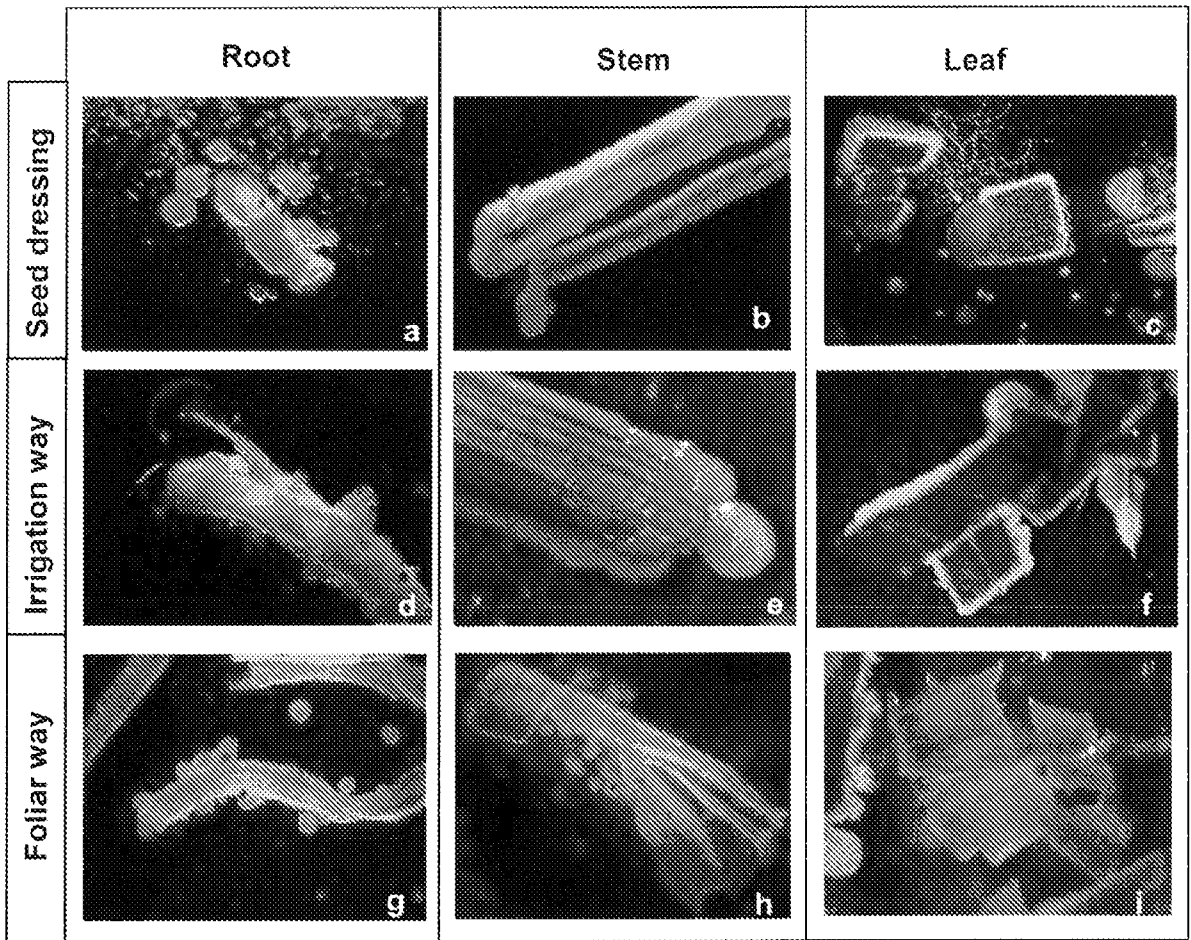 Root Stem Leaf
Seed dressing
a b c
Irrigation way
d e f
Foliar way
g h i